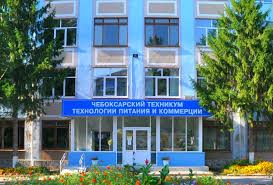 ЧЕБОКСАРСКИЙ ТЕХНИКУМ
ТЕХНОЛОГИИ ПИТАНИЯ И КОММЕРЦИИ